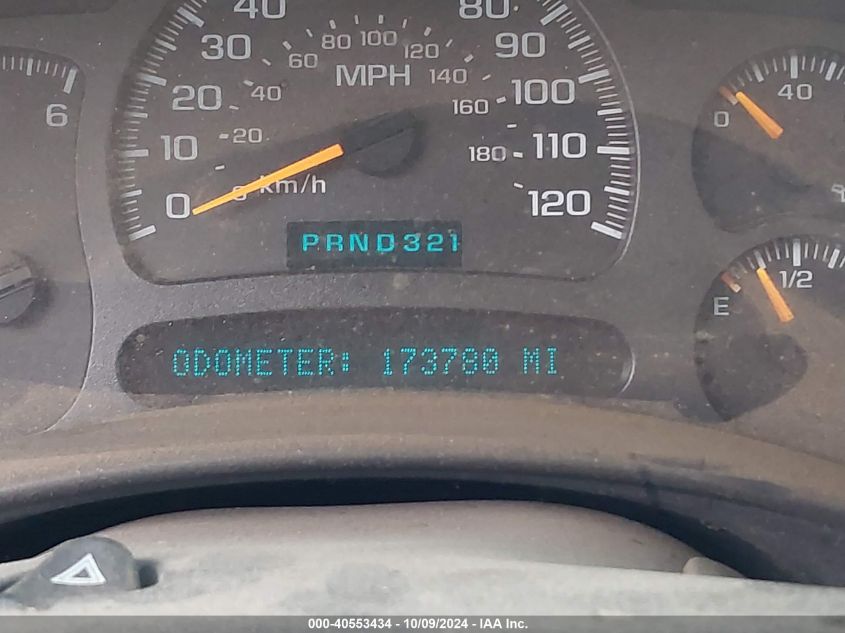 40 80
30 80 100 120 90
60 MPH 140
20 40 160 100
10 20 180 110
0 km/h 120
6
0 40
PRND321
E 1/2
ODOMETER: 173780 MI
000-40553434 - 10/09/2024 - IAA Inc.